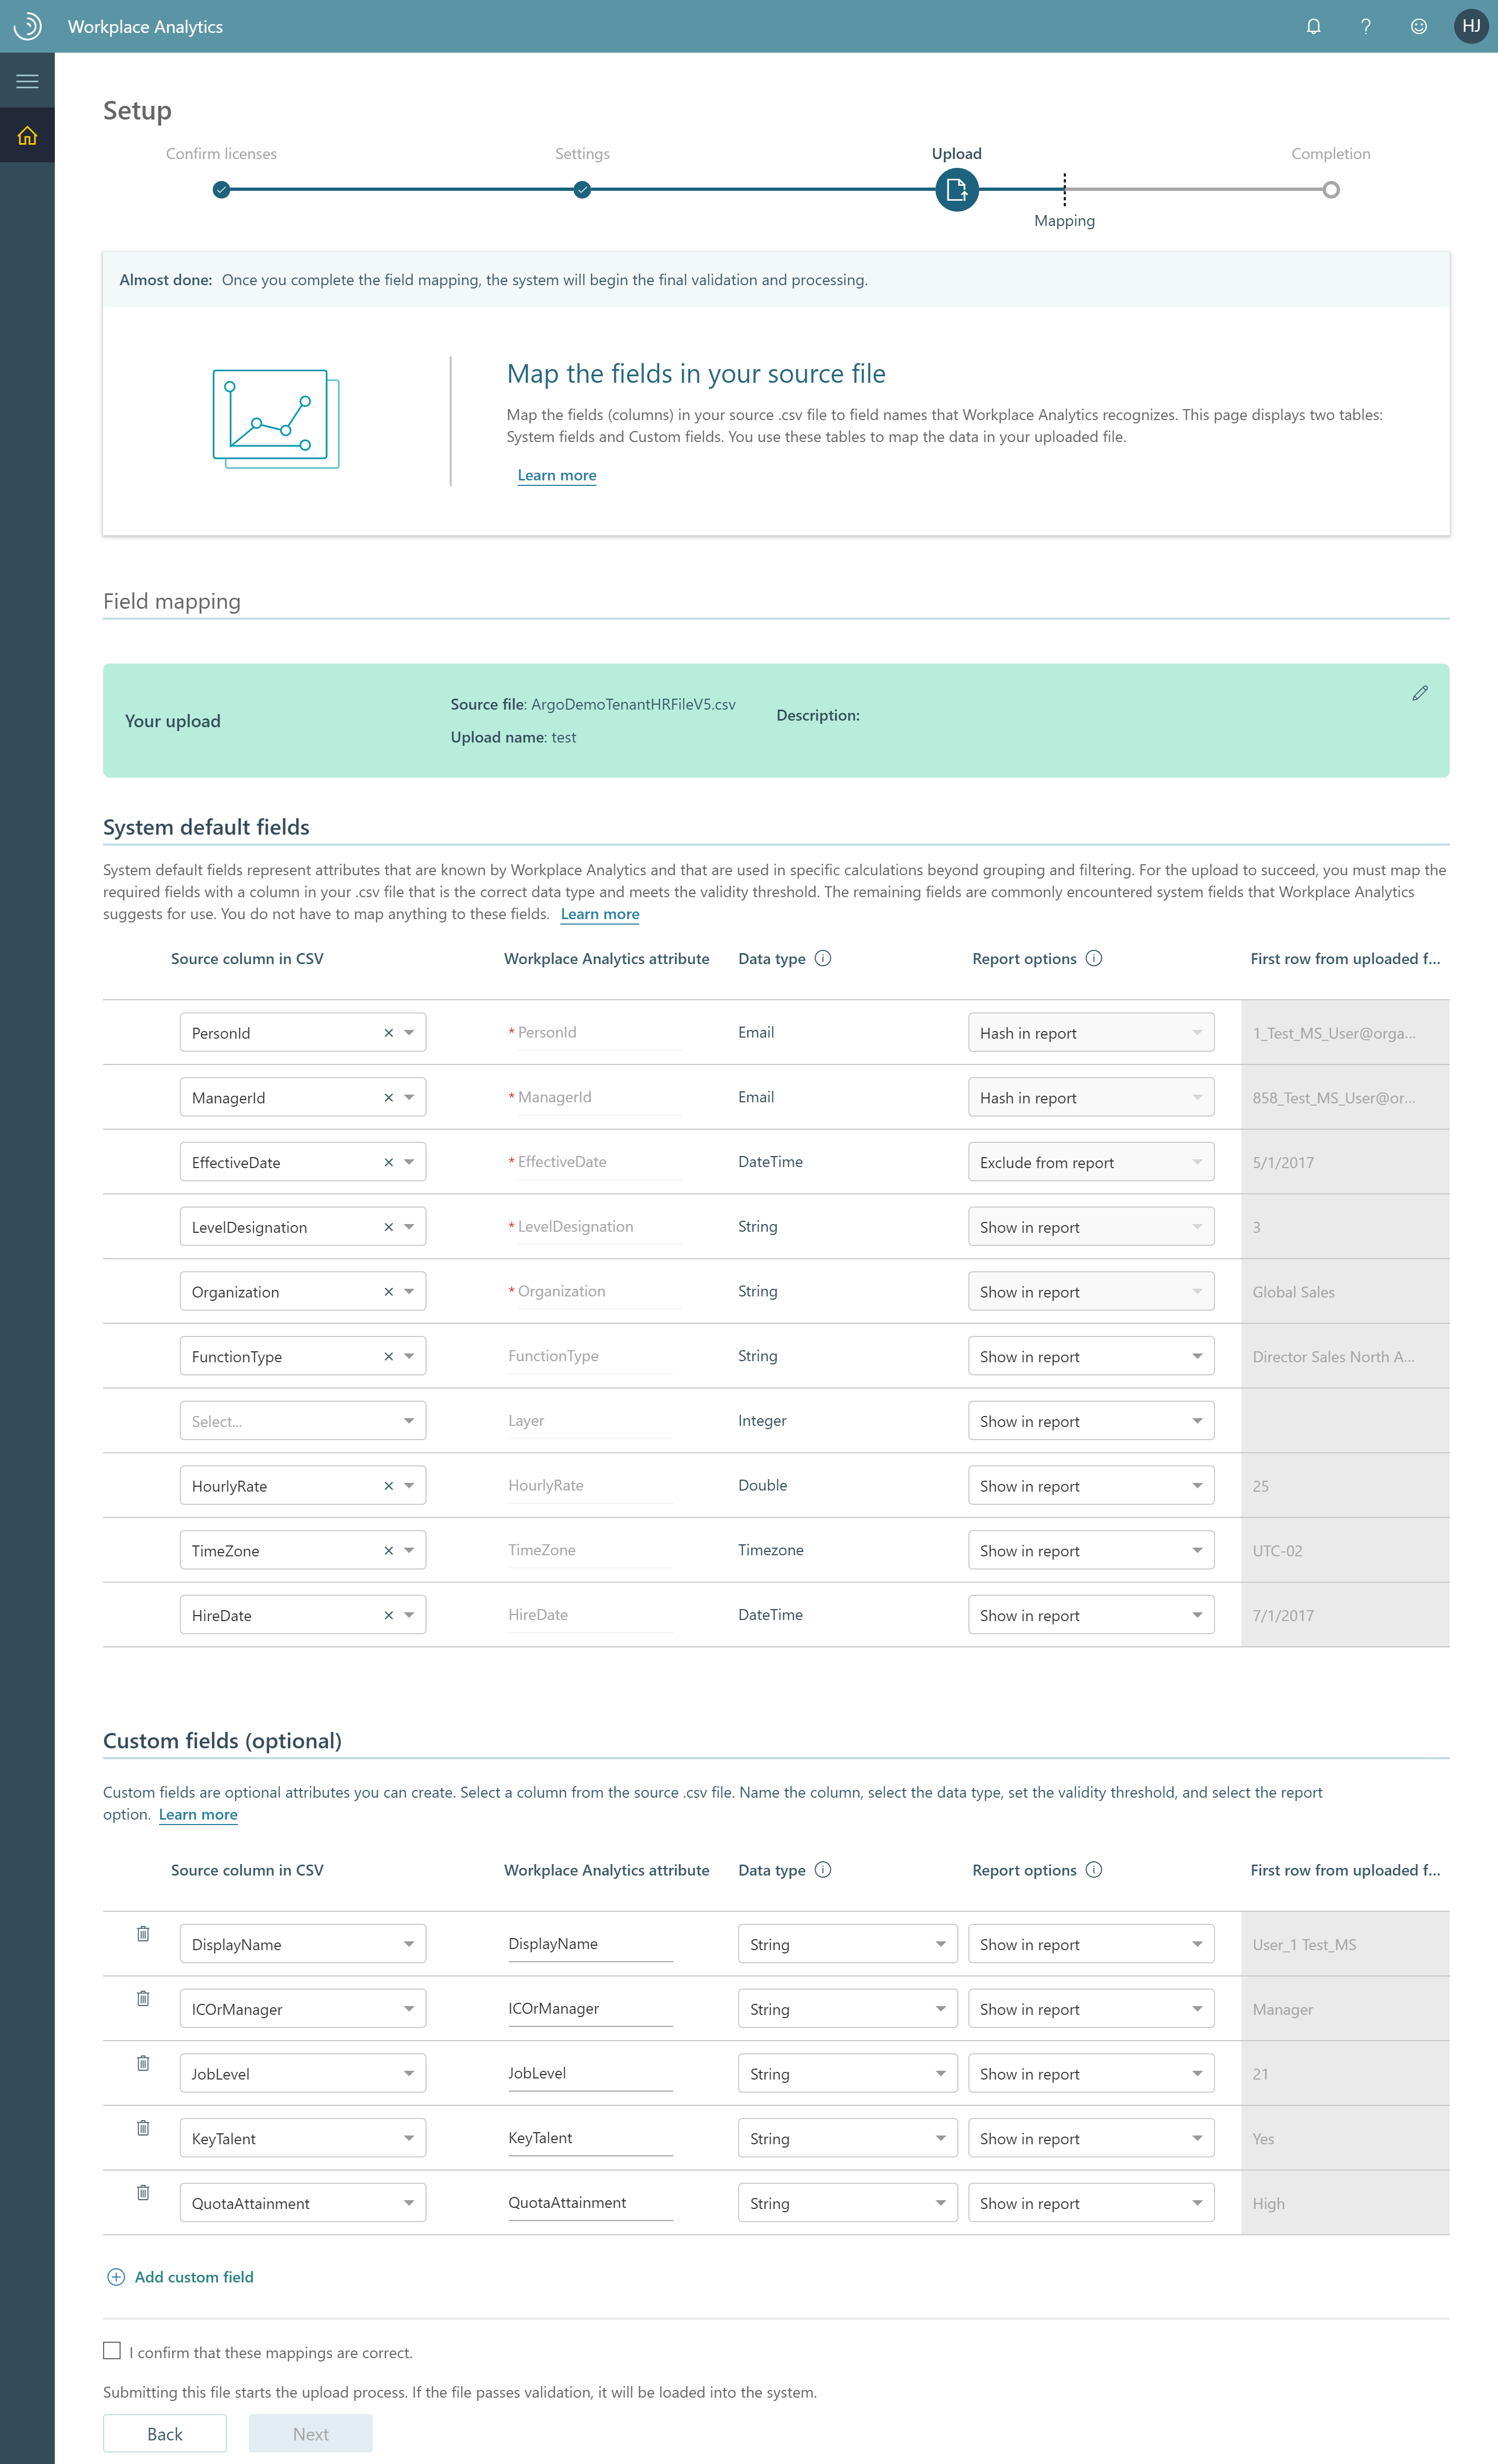 Workplace Analytics
?
HJ
Setup
Confirm licenses
Settings
Upload
Completion
Mapping
Almost done: Once you complete the field mapping, the system will begin the final validation and processing.
Map the fields in your source file
Map the fields (columns) in your source .csv file to field names that Workplace Analytics recognizes. This page displays two tables:
System fields and Custom fields. You use these tables to map the data in your uploaded file.
Learn more
Field mapping
Your upload
Source file: ArgoDemoTenantHRFileV5.csv
Upload name: test
Description:
System default fields
System default fields represent attributes that are known by Workplace Analytics and that are used in specific calculations beyond grouping and filtering. For the upload to succeed, you must map the
required fields with a column in your .csv file that is the correct data type and meets the validity threshold. The remaining fields are commonly encountered system fields that Workplace Analytics
suggests for use. You do not have to map anything to these fields. Learn more
Source column in CSV Workplace Analytics attribute Data type Report options First row from uploaded f...
PersonId * PersonId Email Hash in report 1_Test_MS_User@orga...
ManagerId * ManagerId Email Hash in report 858_Test_MS_User@or...
EffectiveDate * EffectiveDate DateTime Exclude from report 5/1/2017
LevelDesignation * LevelDesignation String Show in report 3
Organization * Organization String Show in report Global Sales
FunctionType FunctionType String Show in report Director Sales North A...
Select... Layer Integer Show in report
HourlyRate HourlyRate Double Show in report 25
TimeZone TimeZone Timezone Show in report UTC-02
HireDate HireDate DateTime Show in report 7/1/2017
Custom fields (optional)
Custom fields are optional attributes you can create. Select a column from the source .csv file. Name the column, select the data type, set the validity threshold, and select the report
option. Learn more
Source column in CSV Workplace Analytics attribute Data type Report options First row from uploaded f...
DisplayName DisplayName String Show in report User_1 Test_MS
ICOrManager ICOrManager String Show in report Manager
JobLevel JobLevel String Show in report 21
KeyTalent KeyTalent String Show in report Yes
QuotaAttainment QuotaAttainment String Show in report High
Add custom field
I confirm that these mappings are correct.
Submitting this file starts the upload process. If the file passes validation, it will be loaded into the system.
Back
Next